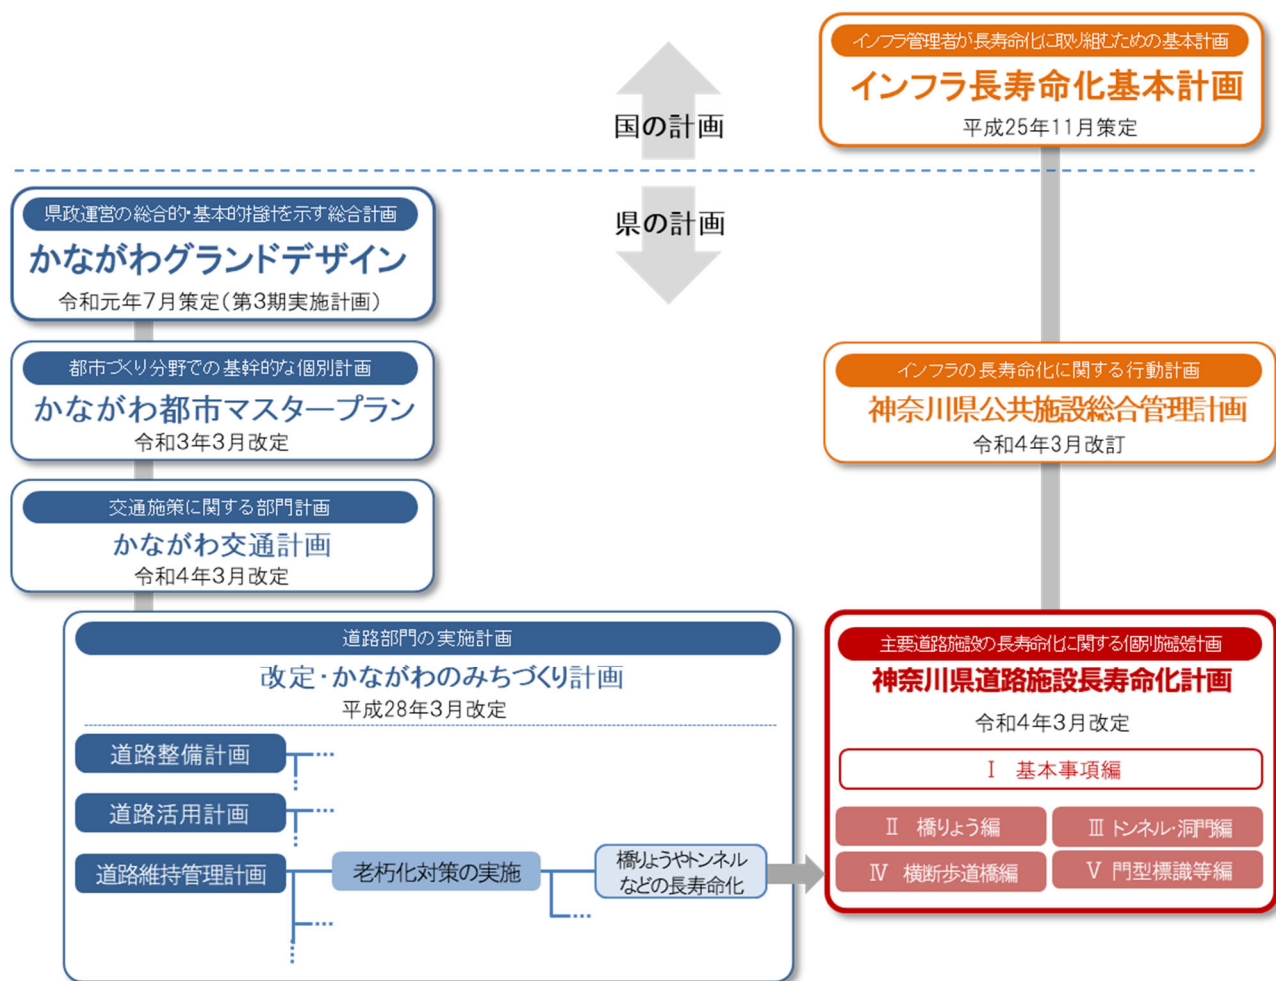 インフラ管理者が長寿命化に取り組むための基本計画
インフラ長寿命化基本計画
平成25年11月策定
国の計画
県の計画
県政運営の総合的・基本的指針を示す総合計画
かながわグランドデザイン
令和元年7月策定(第3期実施計画)
都市づくり分野での基幹的な個別計画
かながわ都市マスタープラン
令和3年3月改定
インフラの長寿命化に関する行動計画
神奈川県公共施設総合管理計画
令和4年3月改訂
交通施策に関する部門計画
かながわ交通計画
令和4年3月改定
道路部門の実施計画
改定・かながわのみちづくり計画
平成28年3月改定
道路整備計画
道路活用計画
道路維持管理計画
老朽化対策の実施
橋りょうやトンネル
などの長寿命化
主要道路施設の長寿命化に関する個別施設計画
神奈川県道路施設長寿命化計画
令和4年3月改定
Ⅰ 基本事項編
Ⅱ 橋りょう編
Ⅲ トンネル・洞門編
Ⅳ 横断歩道橋編
Ⅴ 門型標識等編